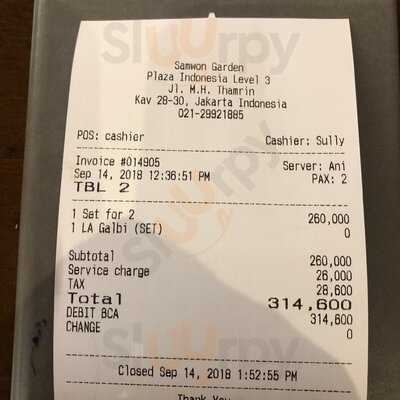 Slurpy
Samwon Garden
Plaza Indonesia Level 3
Jl. M.H. Thamrin
Kav 28-30, Jakarta Indonesia
021-29921885
POS: cashier Cashier: Sully
Invoice #014905 Server: Ani
Sep 14, 2018 12:36:51 PM PAX: 2
TBL 2
1 Set for 2 260,000
1 LA Galbi (SET) 0
Subtotal 260,000
Service charge 26,000
TAX 28,600
Total 314,600
DEBIT BCA 314,600
CHANGE 0
Closed Sep 14, 2018 1:52:55 PM
Thank You